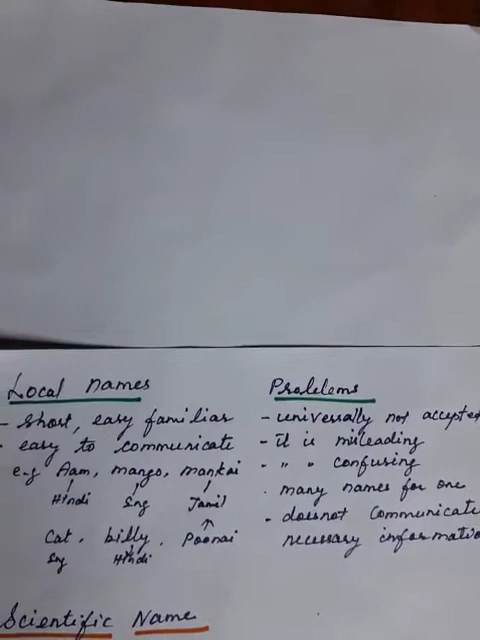 Local names
- Short, easy familiar
- easy to communicate
e.g Aam, mango, mankai
Hindi Eng Tamil
Cat, billy, Poonai
Eng Hindi
Problems
- universally not accepted
- it is misleading
- " " confusing
- many names for one
- doesnot communicate
necessary informatio
Scientific Name